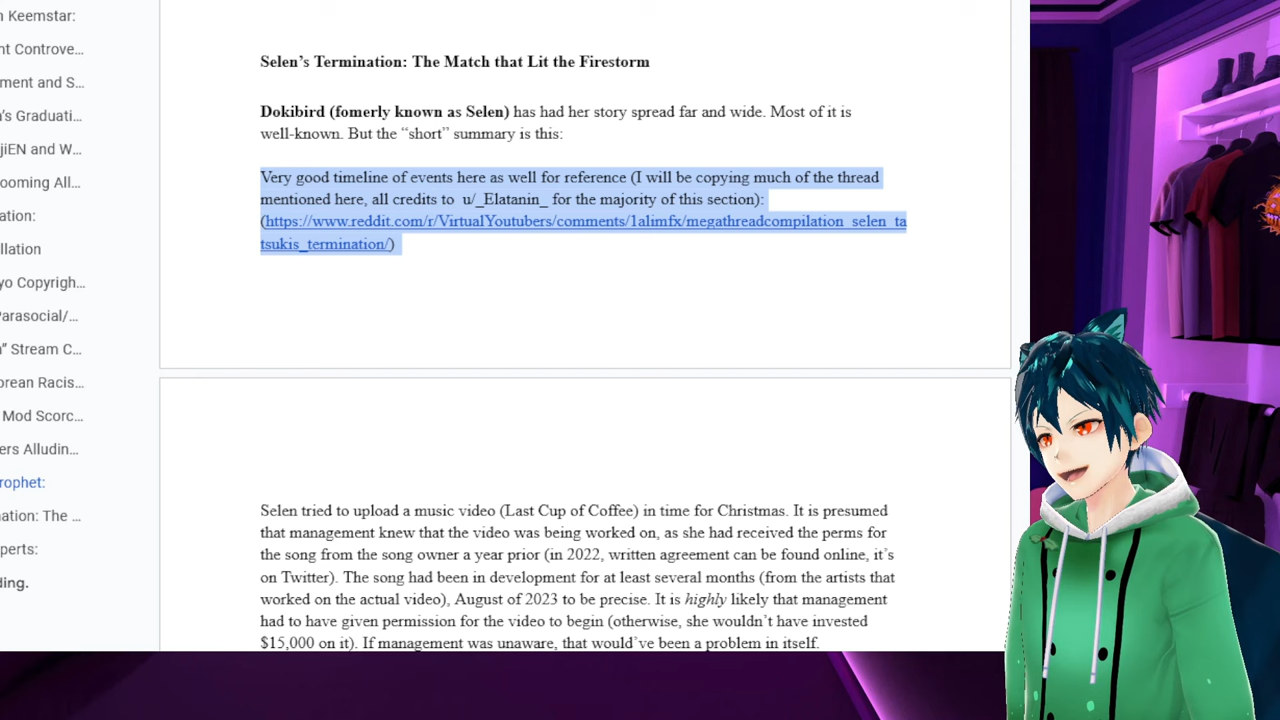 n Keemstar:
nt Controve…
ment and S…
n's Graduati…
jiEN and W…
ooming All…
ation:
llation
yo Copyrigh…
Parasocial/…
n” Stream C…
orean Racis…
Mod Scorc…
ers Alludin…
rophet:
nation: The …
perts:
ding.
Selen’s Termination: The Match that Lit the Firestorm
Dokibird (fomerly known as Selen) has had her story spread far and wide. Most of it is
well-known. But the “short” summary is this:
Very good timeline of events here as well for reference (I will be copying much of the thread
mentioned here, all credits to u/_Elatanin_ for the majority of this section):
(https://www.reddit.com/r/VirtualYoutubers/comments/1alimfx/megathreadcompilation_selen_ta
tsukis_termination/)
Selen tried to upload a music video (Last Cup of Coffee) in time for Christmas. It is presumed
that management knew that the video was being worked on, as she had received the perms for
the song from the song owner a year prior (in 2022, written agreement can be found online, it’s
on Twitter). The song had been in development for at least several months (from the artists that
worked on the actual video), August of 2023 to be precise. It is highly likely that management
had to have given permission for the video to begin (otherwise, she wouldn’t have invested
$15,000 on it). If management was unaware, that would’ve been a problem in itself.